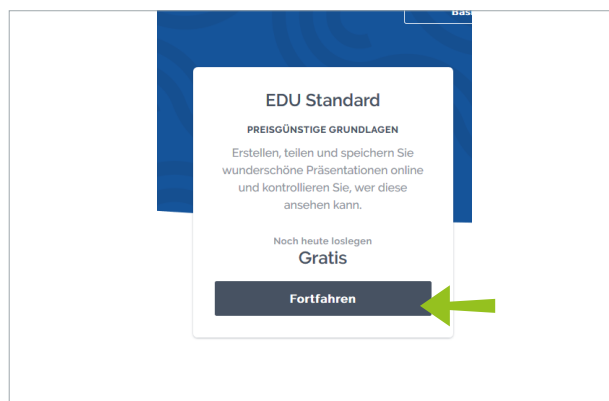 EDU Standard
PREISGÜNSTIGE GRUNDLAGEN
Erstellen, teilen und speichern Sie
wunderschöne Präsentationen online
und kontrollieren Sie, wer diese
ansehen kann.
Noch heute loslegen
Gratis
Fortfahren